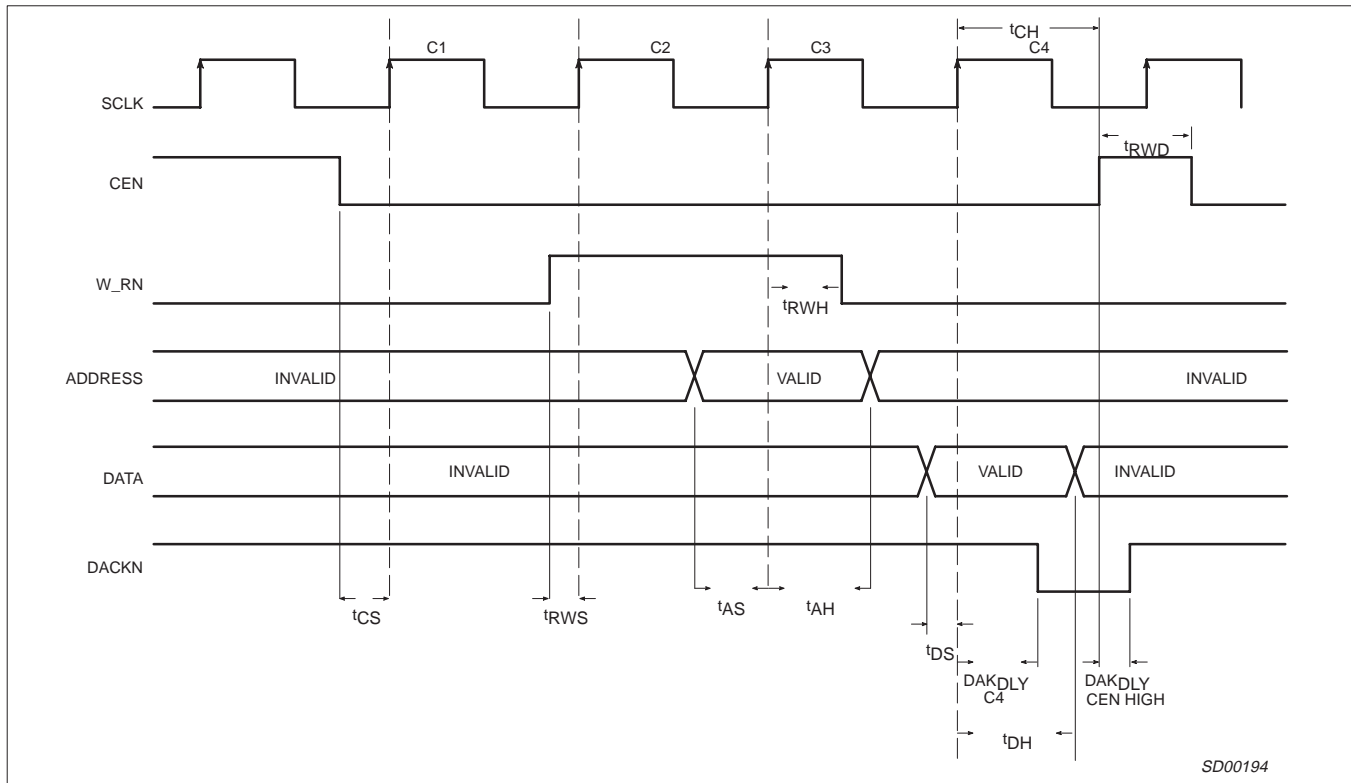 tCH
C1
C2
C3
C4
SCLK
tRWD
CEN
W_RN
tRWH
ADDRESS
INVALID
VALID
INVALID
DATA
INVALID
VALID
INVALID
DACKN
tCS
tRWS
tAS
tAH
tDS
DAKDLY
C4
DAKDLY
CEN HIGH
tDH
SD00194